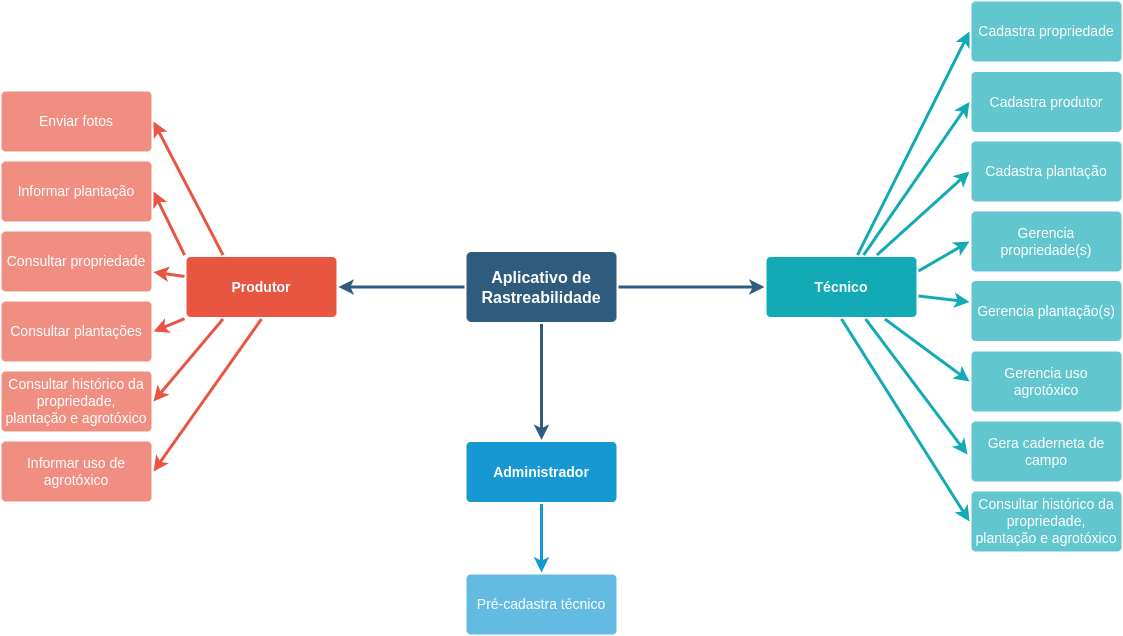 Aplicativo de
Rastreabilidade
Produtor
Enviar fotos
Informar plantação
Consultar propriedade
Consultar plantações
Consultar histórico da
propriedade,
plantação e agrotóxico
Informar uso de
agrotóxico
Técnico
Cadastra propriedade
Cadastra produtor
Cadastra plantação
Gerencia
propriedade(s)
Gerencia plantação(s)
Gerencia uso
agrotóxico
Gera caderneta de
campo
Consultar histórico da
propriedade,
plantação e agrotóxico
Administrador
Pré-cadastra técnico